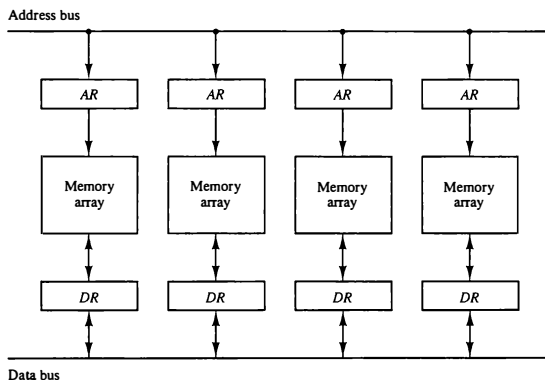 Address bus
AR AR AR AR
Memory array Memory array Memory array Memory array
DR DR DR DR
Data bus